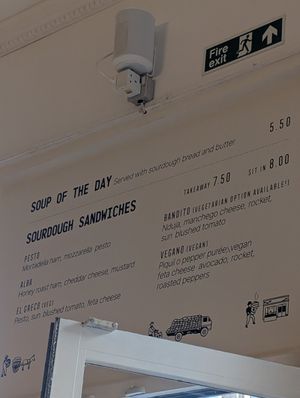 Fire
exit
SOUP OF THE DAY Served with sourdough bread and butter 5.50
SOURDOUGH SANDWICHES TAKEAWAY 7.50 SIT IN 8.00
PESTO
Mortadella ham, mozzarella pesto
ALBA
Honey roast ham, cheddar cheese, mustard
EL GRECO (VEG)
Pesto, sun blushed tomato, feta cheese
BANDITO (VEGETARIAN OPTION AVAILABLE!)
Nduja, manchego cheese, rocket,
sun blushed tomato
VEGANO (VEGAN)
Piquil o pepper purée),vegan
feta cheese avocado, rocket,
roasted peppers